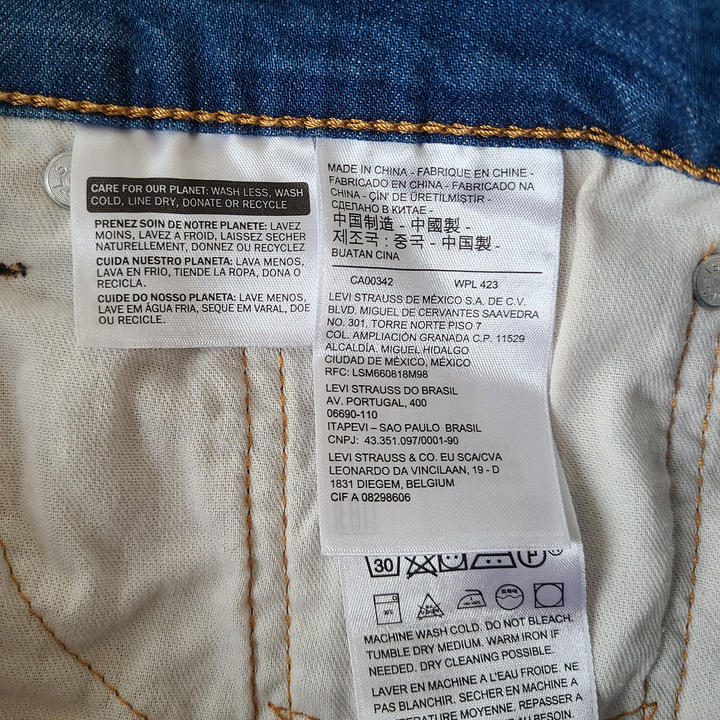 CARE FOR OUR PLANET: WASH LESS, WASH
COLD, LINE DRY, DONATE OR RECYCLE
PRENEZ SOIN DE NOTRE PLANETE: LAVEZ
MOINS, LAVEZ A FROID, LAISSEZ SECHER
NATURELLEMENT, DONNEZ OU RECYCLEZ
CUIDA NUESTRO PLANETA: LAVA MENOS,
LAVA EN FRIO, TIENDE LA ROPA, DONA O
RECICLA.
CUIDE DO NOSSO PLANETA: LAVE MENOS,
LAVE EM ÁGUA FRIA, SEQUE EM VARAL, DOE
OU RECICLE.
MADE IN CHINA - FABRIQUE EN CHINE -
FABRICADO EN CHINA - FABRICADO NA
CHINA - ÇİN' DE ÜRETİLMİŞTİR -
СДЕЛАНО В КИТАЕ -
中国制造 - 中國製 -
제조국 : 중국 - 中国製 -
BUATAN CINA
CA00342 WPL 423
LEVI STRAUSS DE MÉXICO S.A. DE C.V.
BLVD. MIGUEL DE CERVANTES SAAVEDRA
NO. 301, TORRE NORTE PISO 7
COL. AMPLIACIÓN GRANADA C.P. 11529
ALCALDÍA. MIGUEL HIDALGO
CIUDAD DE MÉXICO, MÉXICO
RFC: LSM660818M98
LEVI STRAUSS DO BRASIL
AV. PORTUGAL, 400
06690-110
ITAPEVI – SAO PAULO BRASIL
CNPJ: 43.351.097/0001-90
LEVI STRAUSS & CO. EU SCA/CVA
LEONARDO DA VINCILAAN, 19 - D
1831 DIEGEM, BELGIUM
CIF A 08298606
30 P
MACHINE WASH COLD. DO NOT BLEACH.
TUMBLE DRY MEDIUM. WARM IRON IF
NEEDED. DRY CLEANING POSSIBLE.
LAVER EN MACHINE A L'EAU FROIDE. NE
PAS BLANCHIR. SECHER EN MACHINE A
TEMPERATURE MOYENNE. REPASSER A
AU BESOIN.